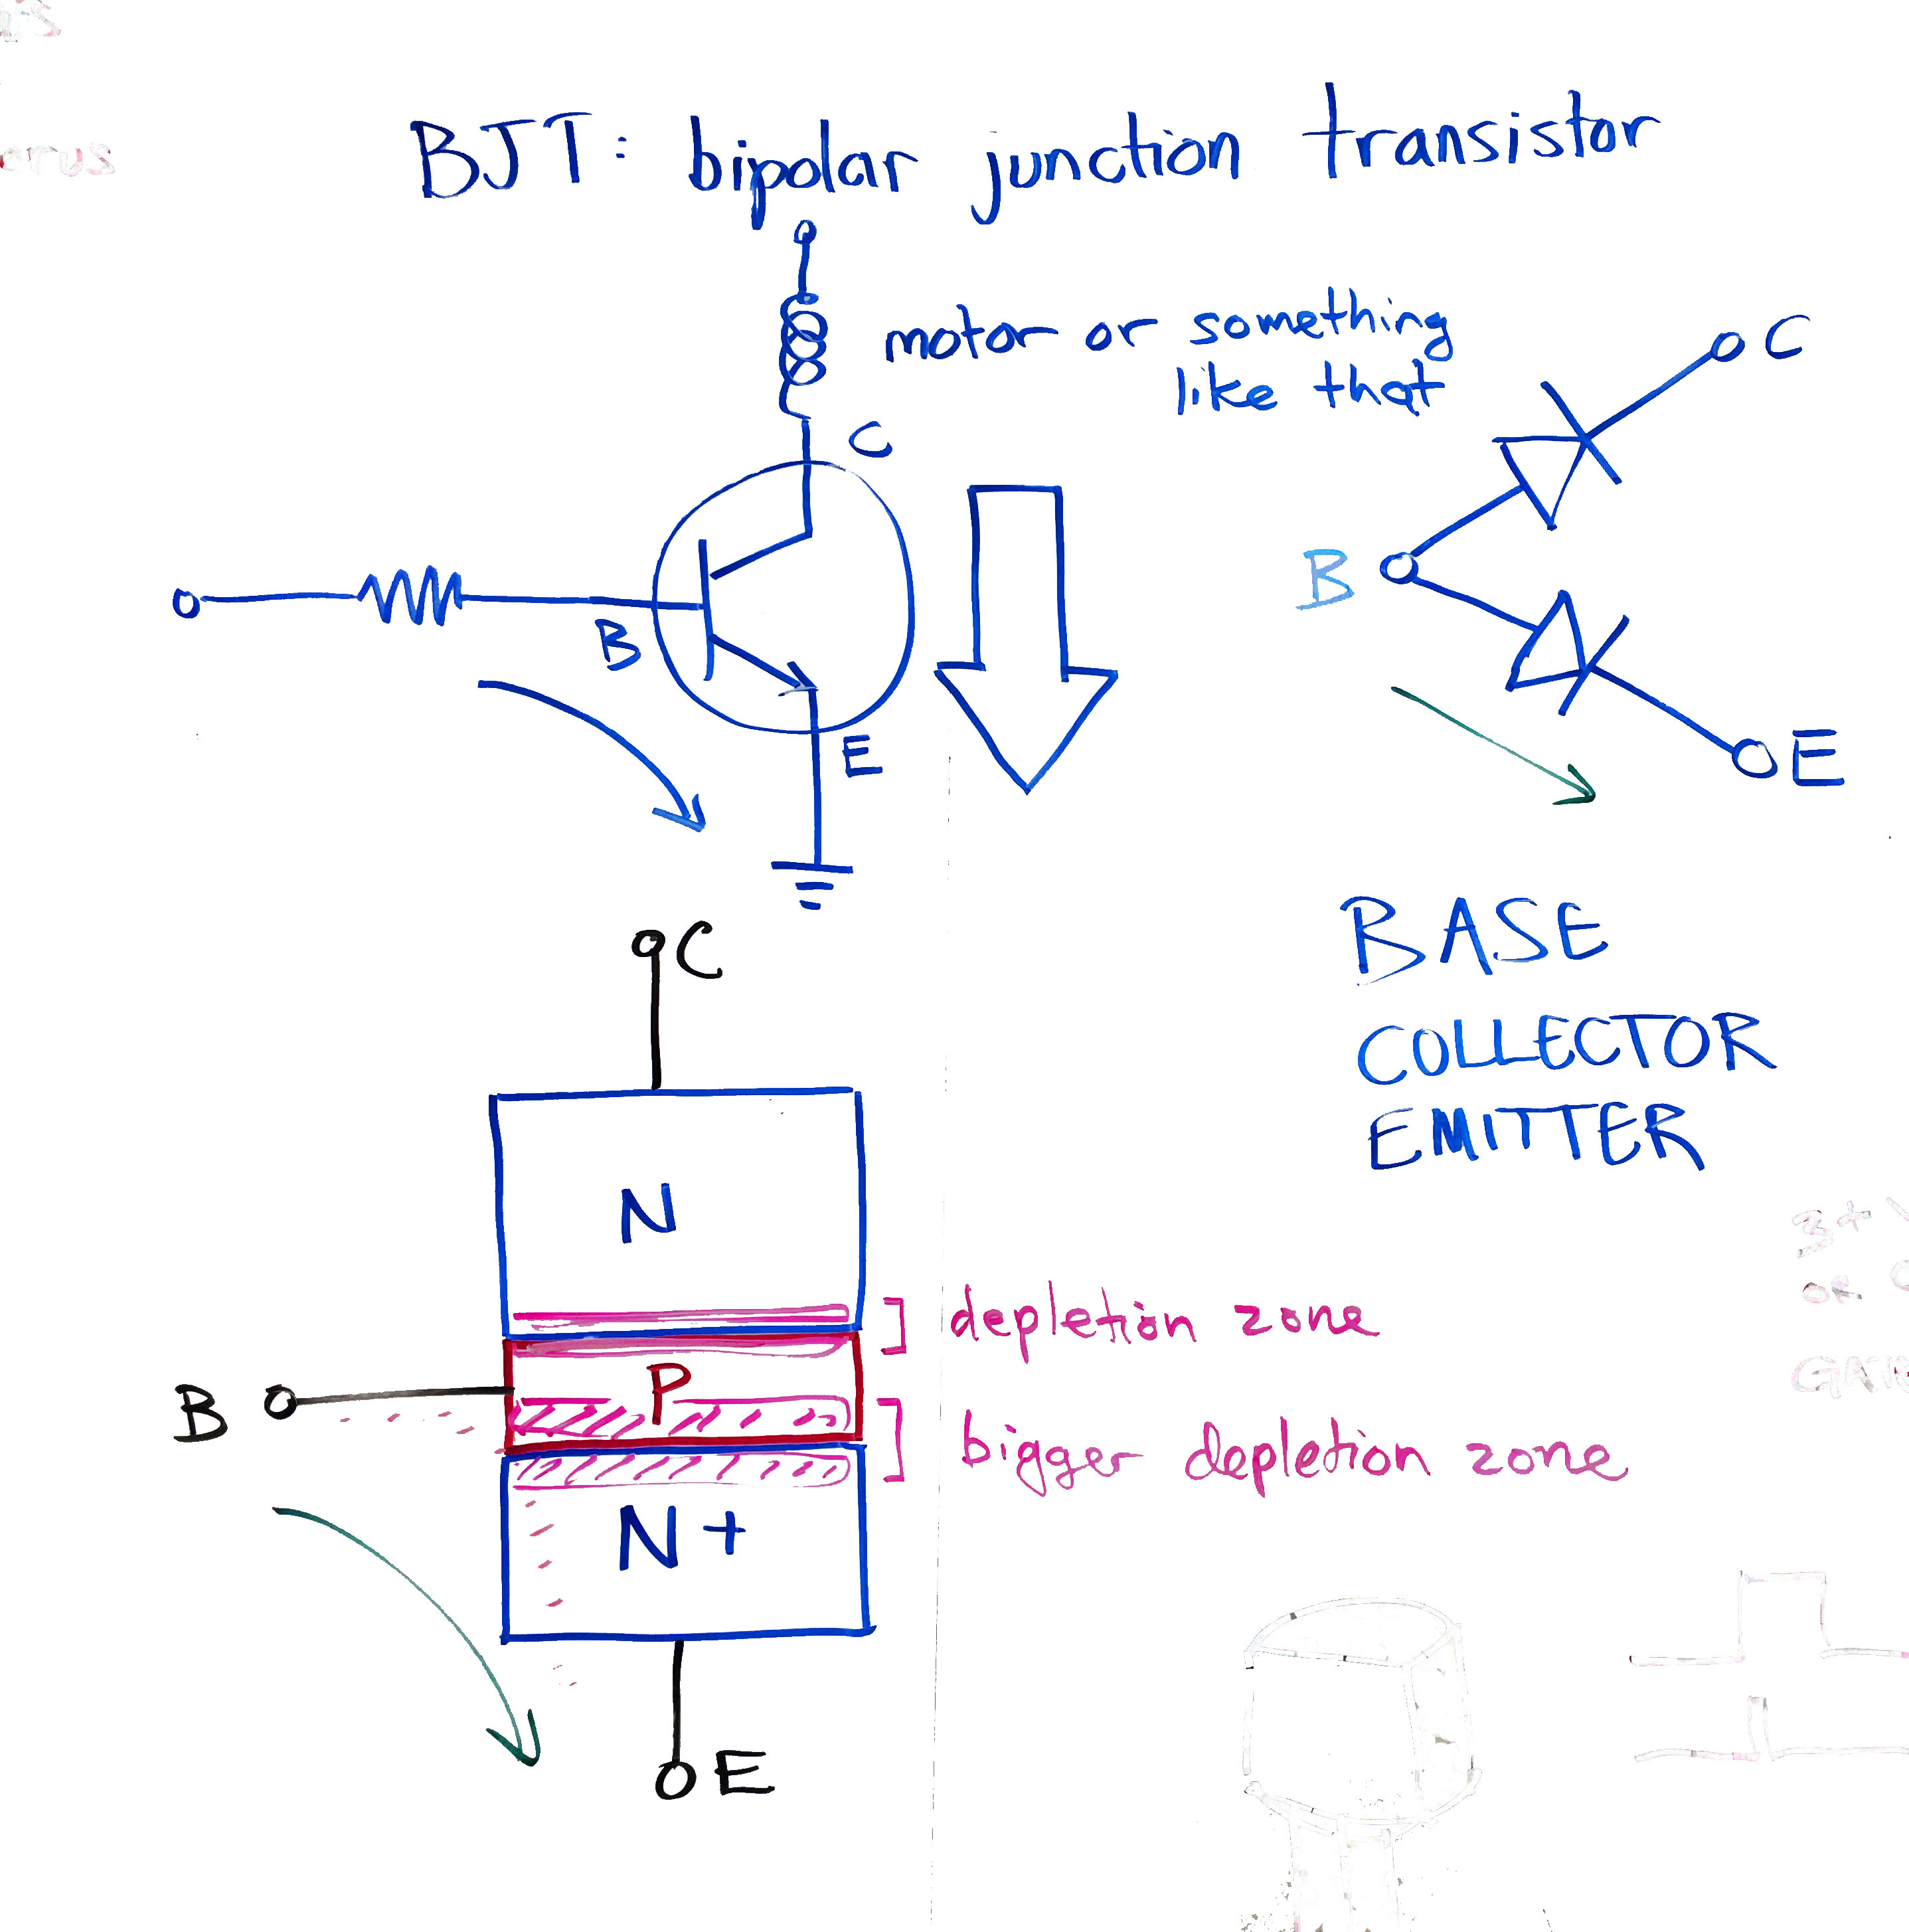 BJT: bipolar junction transistor
motor or something
like that
C
B
E
C
B
E
BASE
COLLECTOR
EMITTER
C
N
depletion zone
P
B
bigger depletion zone
N+
E